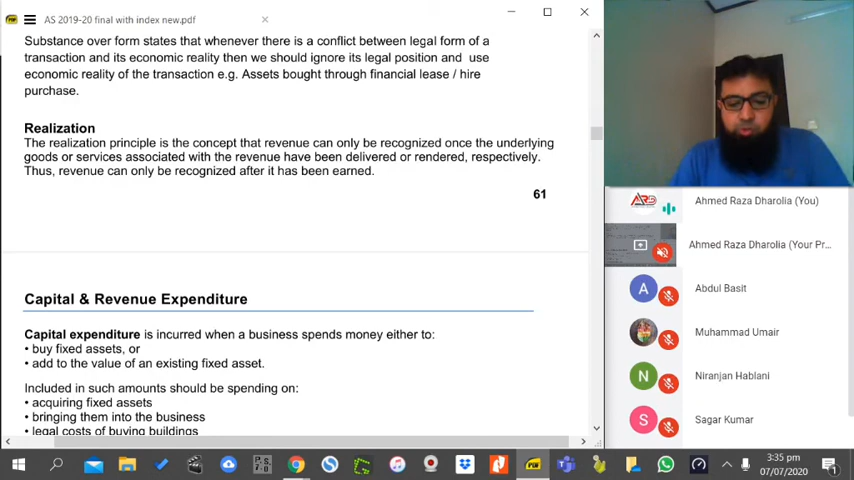 AS 2019-20 final with index new.pdf
Substance over form states that whenever there is a conflict between legal form of a
transaction and its economic reality then we should ignore its legal position and use
economic reality of the transaction e.g. Assets bought through financial lease / hire
purchase.
Realization
The realization principle is the concept that revenue can only be recognized once the underlying
goods or services associated with the revenue have been delivered or rendered, respectively.
Thus, revenue can only be recognized after it has been earned.
61
Capital & Revenue Expenditure
Capital expenditure is incurred when a business spends money either to:
• buy fixed assets, or
• add to the value of an existing fixed asset.
Included in such amounts should be spending on:
• acquiring fixed assets
• bringing them into the business
• legal costs of buying buildings
ARD
Ahmed Raza Dharolia (You)
Ahmed Raza Dharolia (Your Pr...
A
Abdul Basit
Muhammad Umair
N
Niranjan Hablani
S
Sagar Kumar
3:35 pm
07/07/2020
1